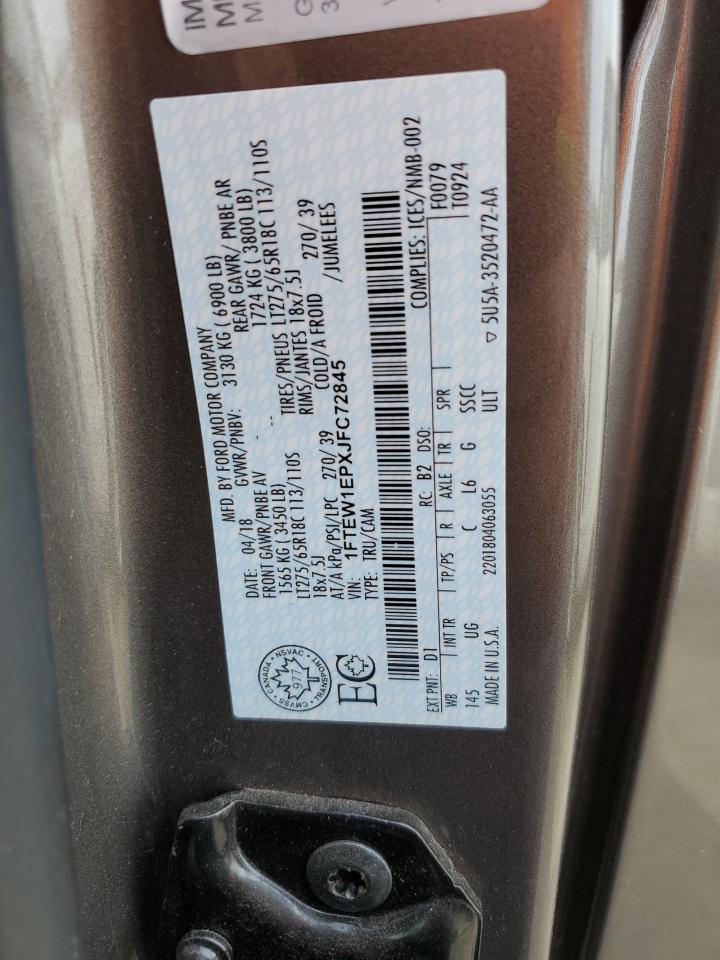 IM
ME
M
G
3
MFD. BY FORD MOTOR COMPANY
DATE: 04/18 GVWR/PNBV: 3130 KG ( 6900 LB)
FRONT GAWR/PNBE AV REAR GAWR/ PNBE AR
1565 KG ( 3450 LB) 1724 KG ( 3800 LB)
LT275/65R18C 113/110S TIRES/PNEUS LT275/65R18C 113/110S
18x7.5J RIMS/JANTES 18x7.5J
AT/A kPa/PSI/LPC 270/ 39 COLD/A FROID 270/ 39
VIN: 1FTEW1EPXJFC72845 /JUMELEES
TYPE: TRU/CAM
CANADA • NSVAC • TRANSPORT • CMVSS
977
EC
COMPLIES: ICES/NMB-002
EXT PNT: D1 RC: B2 DSO: F0079
WB INT TR TP/PS R AXLE TR SPR T0924
145 UG C L6 G SSCC
MADE IN U.S.A. 2201804063055 ULT ▽ 5U5A-3520472-AA